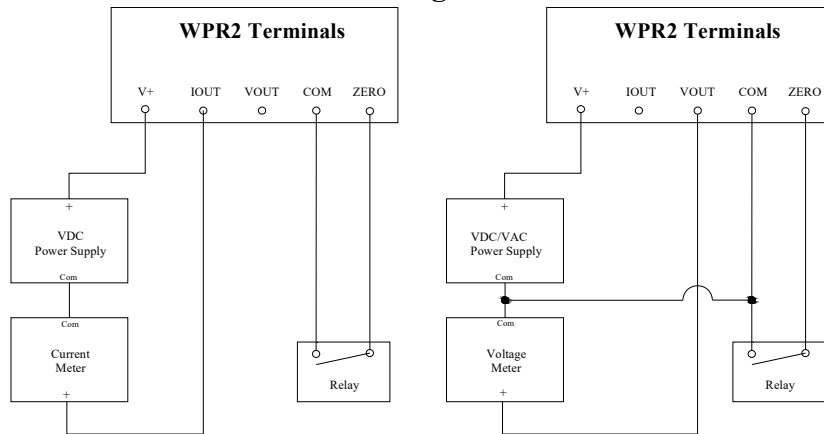 WPR2 Terminals
V+ IOUT VOUT COM ZERO
+
VDC
Power Supply
Com
Com
Current
Meter
+
Relay
WPR2 Terminals
V+ IOUT VOUT COM ZERO
+
VDC/VAC
Power Supply
Com
Com
Voltage
Meter
+
Relay